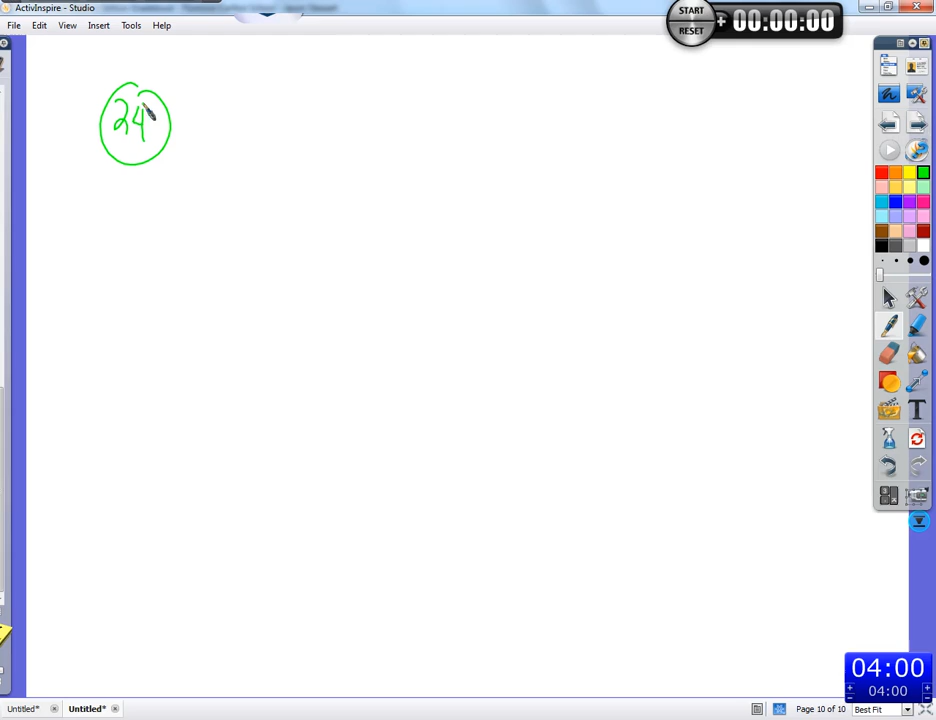 ActivInspire - Studio
START
RESET
00:00:00
File Edit View Insert Tools Help
24
04:00
04:00
Untitled* Untitled*
Page 10 of 10 Best Fit